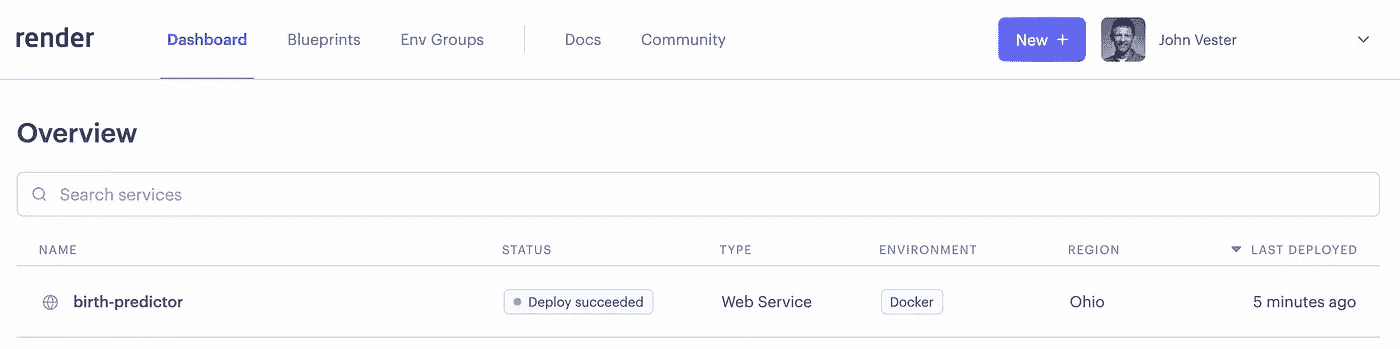 render Dashboard Blueprints Env Groups Docs Community New + John Vester
Overview
Search services
NAME STATUS TYPE ENVIRONMENT REGION LAST DEPLOYED
birth-predictor Deploy succeeded Web Service Docker Ohio 5 minutes ago